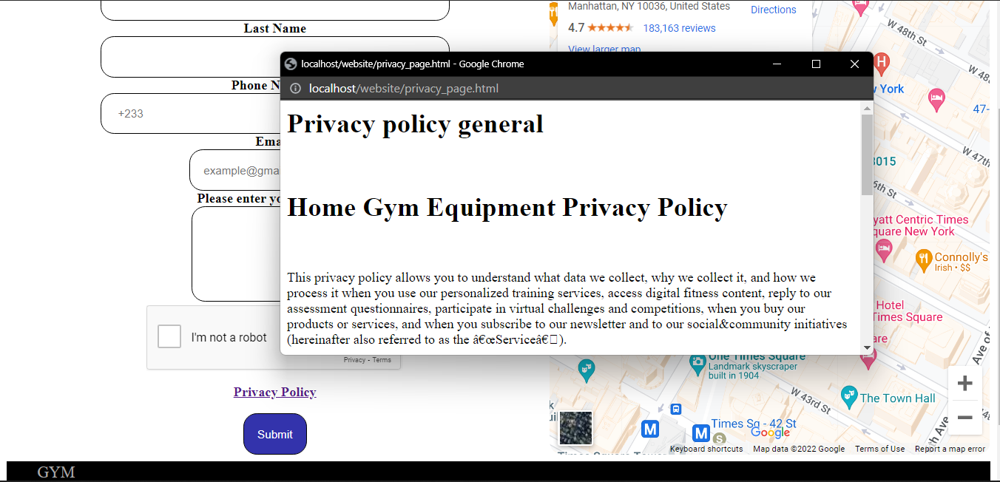 Last Name
Phone N
+233
Ema
example@gma
Please enter yo
I'm not a robot
Privacy - Terms
Privacy Policy
Submit
GYM
localhost/website/privacy_page.html - Google Chrome
localhost/website/privacy_page.html
Privacy policy general
Home Gym Equipment Privacy Policy
This privacy policy allows you to understand what data we collect, why we collect it, and how we
process it when you use our personalized training services, access digital fitness content, reply to our
assessment questionnaires, participate in virtual challenges and competitions, when you buy our
products or services, and when you subscribe to our newsletter and to our social&community initiatives
(hereinafter also referred to as the â€œServiceâ€□).
Manhattan, NY 10036, United States
Directions
4.7
183,163 reviews
View larger map
W 48th St
W 48
H
York
47-
W 47th
3015
6th St
yatt Centric Times
quare New York
Connolly's
Irish • $$
Hotel
Times Square
are
Ave of
One Times Square
Landmark skyscraper
built in 1904
W 43rd St
The Town Hall
Times Sq - 42 St
M
M
S
Google
th Ave
Keyboard shortcuts
Map data ©2022 Google
Terms of Use
Report a map error